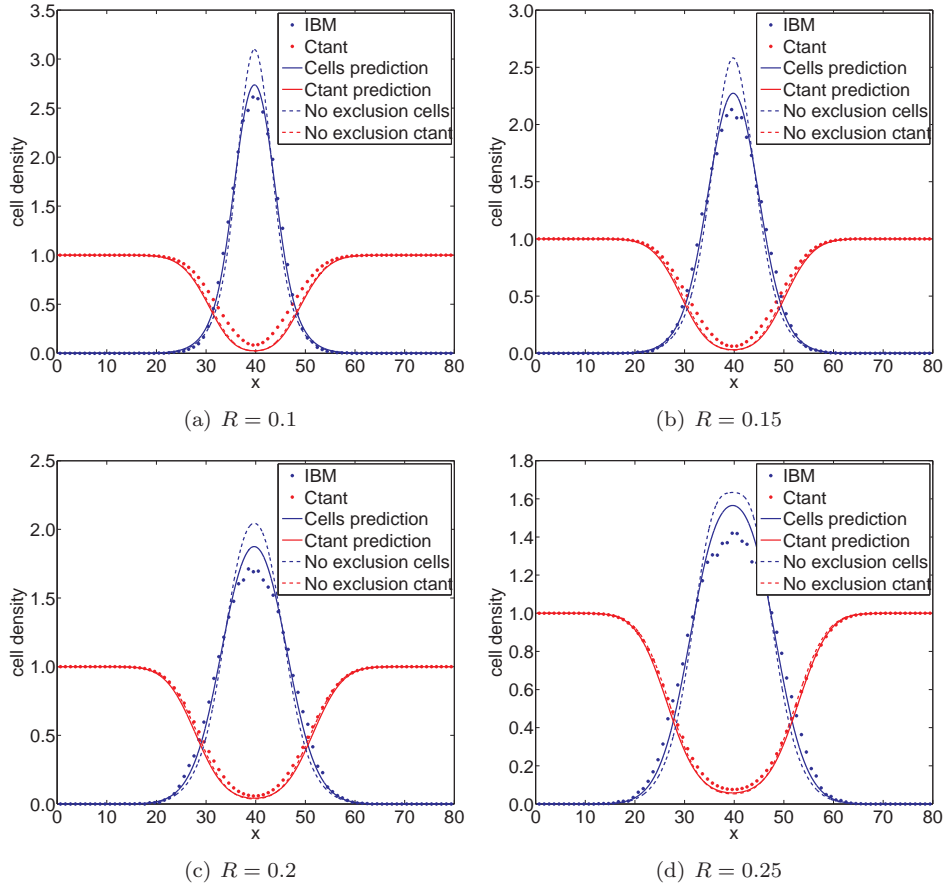 3.5
3.0
2.5
2.0
1.5
1.0
0.5
0.0
0 10 20 30 40 50 60 70 80
cell density
x
IBM
Ctant
Cells prediction
Ctant prediction
No exclusion cells
No exclusion ctant
(a) R = 0.1
3.0
2.5
2.0
1.5
1.0
0.5
0.0
0 10 20 30 40 50 60 70 80
cell density
x
IBM
Ctant
Cells prediction
Ctant prediction
No exclusion cells
No exclusion ctant
(b) R = 0.15
2.5
2.0
1.5
1.0
0.5
0.0
0 10 20 30 40 50 60 70 80
cell density
x
IBM
Ctant
Cells prediction
Ctant prediction
No exclusion cells
No exclusion ctant
(c) R = 0.2
1.8
1.6
1.4
1.2
1.0
0.8
0.6
0.4
0.2
0.0
0 10 20 30 40 50 60 70 80
cell density
x
IBM
Ctant
Cells prediction
Ctant prediction
No exclusion cells
No exclusion ctant
(d) R = 0.25